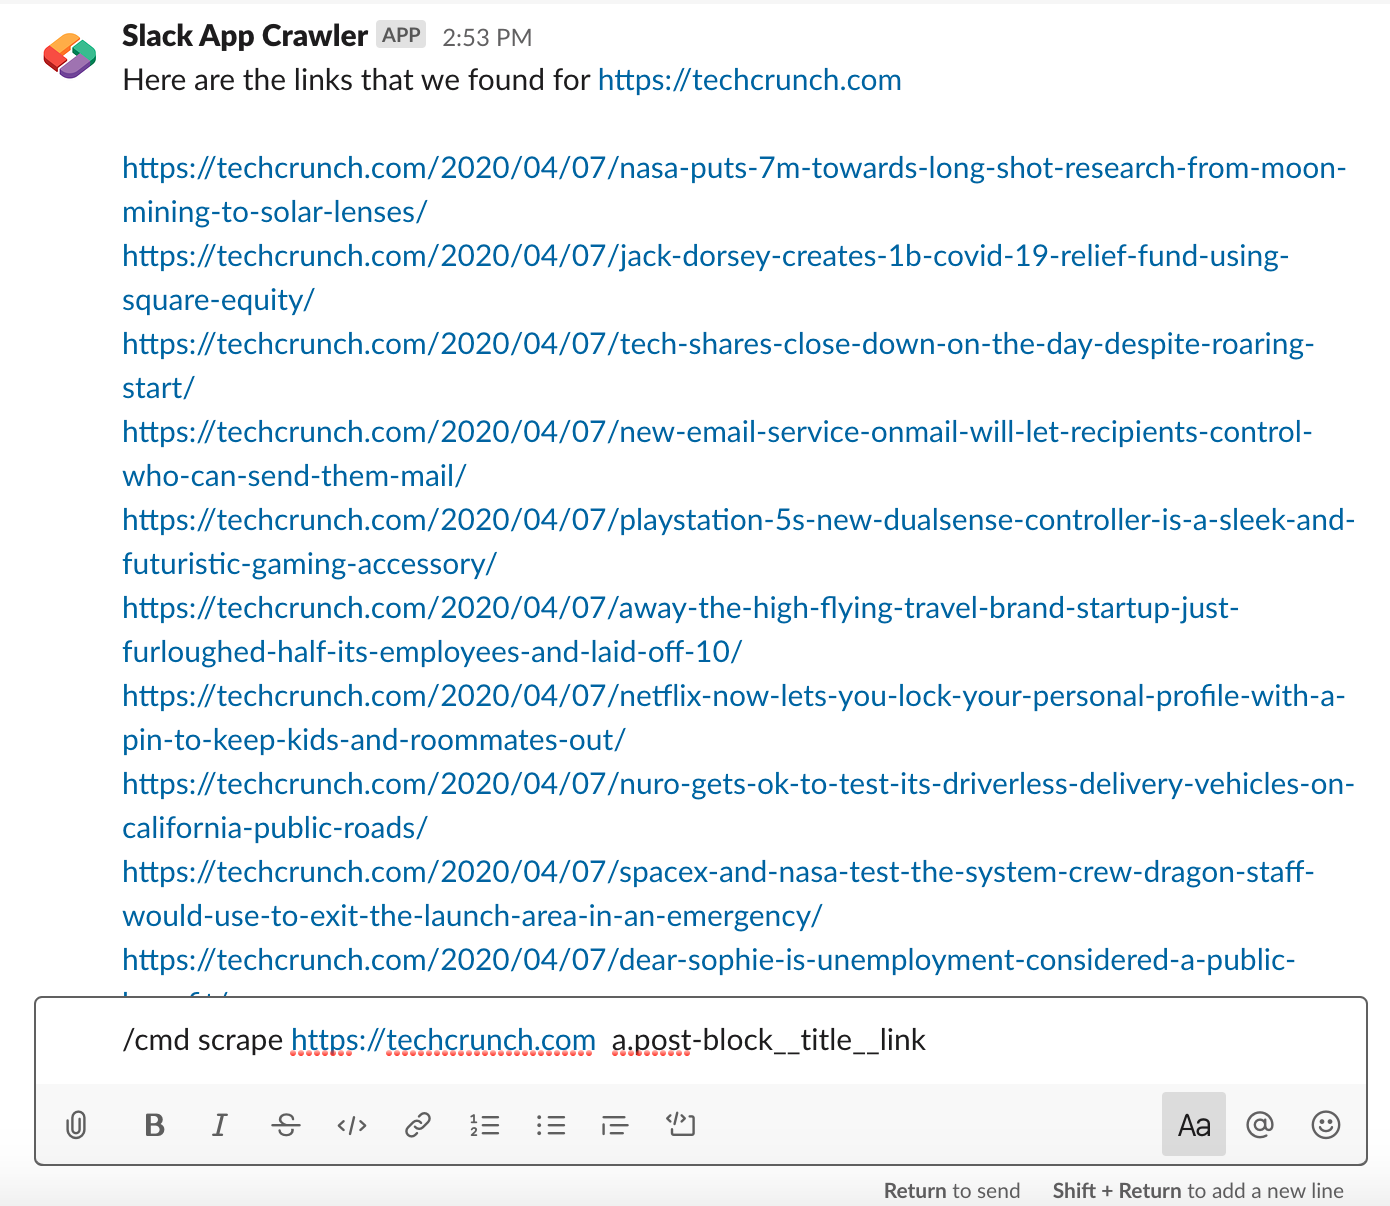 Slack App Crawler APP 2:53 PM
Here are the links that we found for https://techcrunch.com
https://techcrunch.com/2020/04/07/nasa-puts-7m-towards-long-shot-research-from-moon-
mining-to-solar-lenses/
https://techcrunch.com/2020/04/07/jack-dorsey-creates-1b-covid-19-relief-fund-using-
square-equity/
https://techcrunch.com/2020/04/07/tech-shares-close-down-on-the-day-despite-roaring-
start/
https://techcrunch.com/2020/04/07/new-email-service-onmail-will-let-recipients-control-
who-can-send-them-mail/
https://techcrunch.com/2020/04/07/playstation-5s-new-dualsense-controller-is-a-sleek-and-
futuristic-gaming-accessory/
https://techcrunch.com/2020/04/07/away-the-high-flying-travel-brand-startup-just-
furloughed-half-its-employees-and-laid-off-10/
https://techcrunch.com/2020/04/07/netflix-now-lets-you-lock-your-personal-profile-with-a-
pin-to-keep-kids-and-roommates-out/
https://techcrunch.com/2020/04/07/nuro-gets-ok-to-test-its-driverless-delivery-vehicles-on-
california-public-roads/
https://techcrunch.com/2020/04/07/spacex-and-nasa-test-the-system-crew-dragon-staff-
would-use-to-exit-the-launch-area-in-an-emergency/
https://techcrunch.com/2020/04/07/dear-sophie-is-unemployment-considered-a-public-
/cmd scrape https://techcrunch.com a.post-block__title__link
B I S </> Aa @
Return to send Shift + Return to add a new line